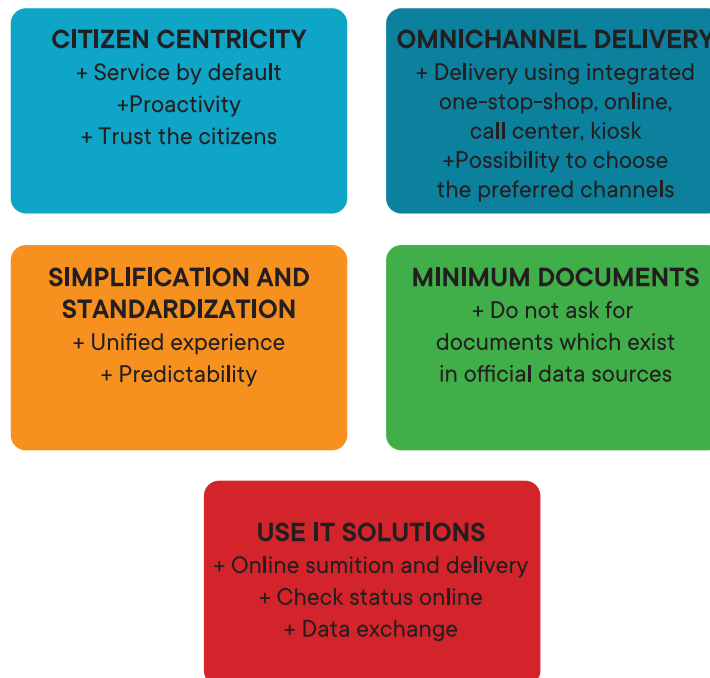 CITIZEN CENTRICITY
+ Service by default
+Proactivity
+ Trust the citizens
OMNICHANNEL DELIVERY
+ Delivery using integrated
one-stop-shop, online,
call center, kiosk
+Possibility to choose
the preferred channels
SIMPLIFICATION AND
STANDARDIZATION
+ Unified experience
+ Predictability
MINIMUM DOCUMENTS
+ Do not ask for
documents which exist
in official data sources
USE IT SOLUTIONS
+ Online sumition and delivery
+ Check status online
+ Data exchange